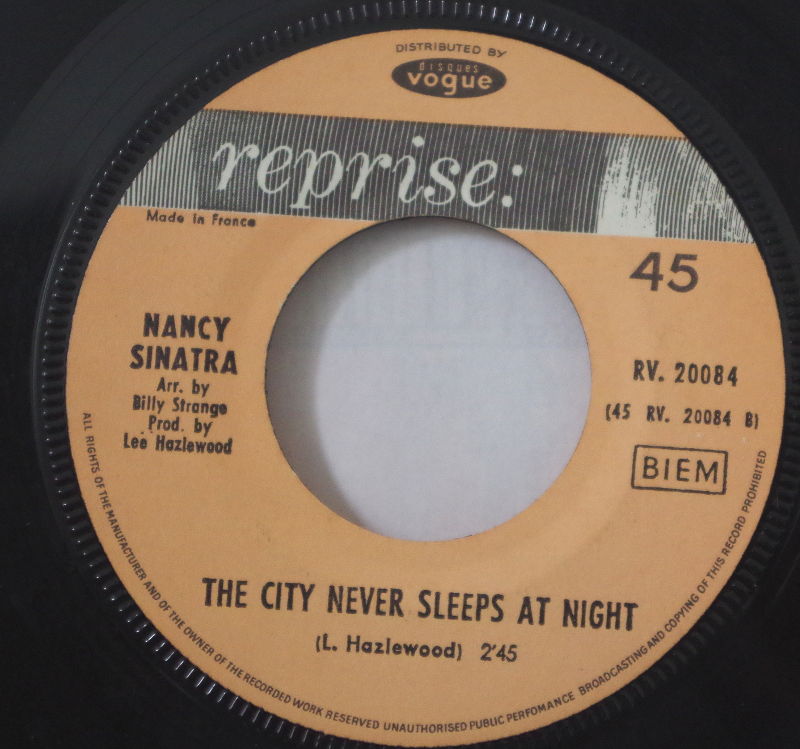 DISTRIBUTED BY
disques
vogue
reprise:
Made in France
45
NANCY
SINATRA
Arr. by
Billy Strange
Prod. by
Lee Hazlewood
RV. 20084
(45 RV. 20084 B)
BIEM
THE CITY NEVER SLEEPS AT NIGHT
(L. Hazlewood) 2'45
ALL RIGHTS OF THE MANUFACTURER AND OF THE OWNER OF THE RECORDED WORK RESERVED UNAUTHORISED PUBLIC PERFOMANCE BROADCASTING AND COPYING OF THIS RECORD PROHIBITED